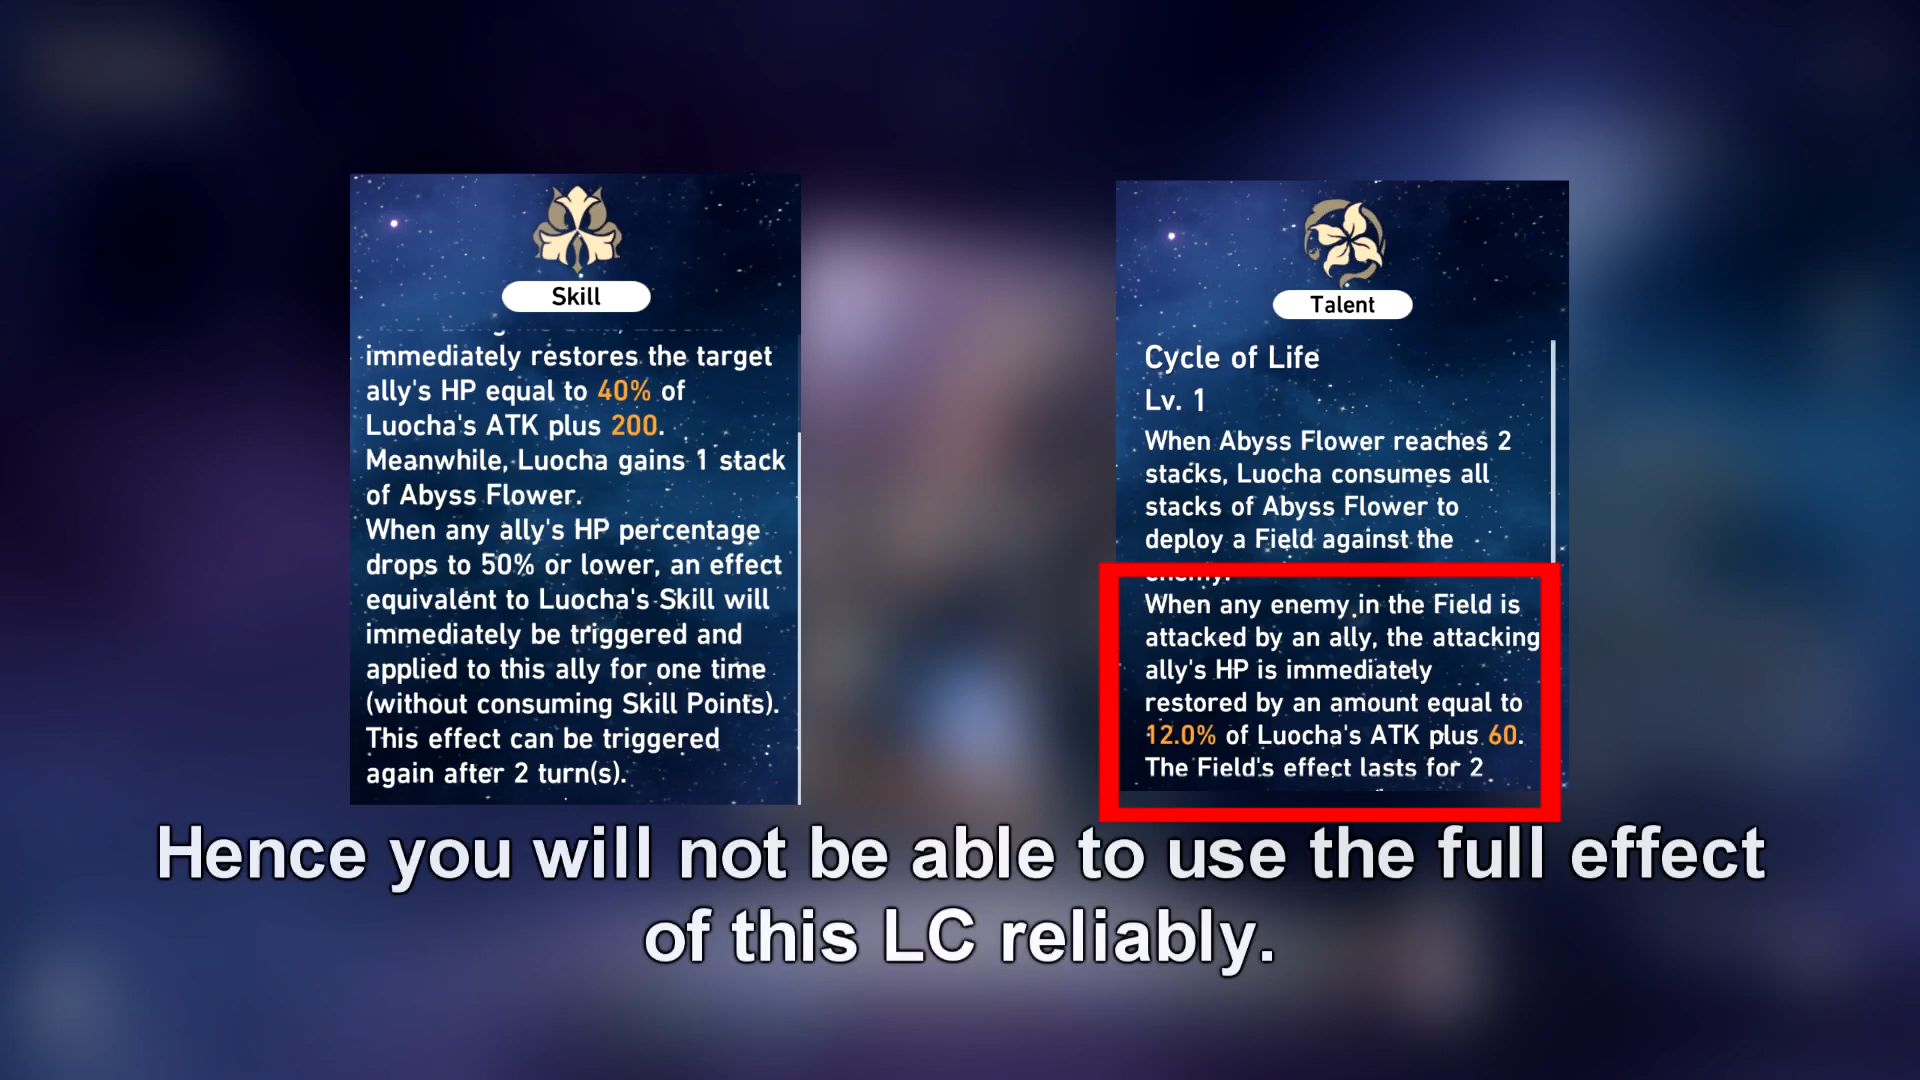 Skill
immediately restores the target
ally's HP equal to 40% of
Luocha's ATK plus 200.
Meanwhile, Luocha gains 1 stack
of Abyss Flower.
When any ally's HP percentage
drops to 50% or lower, an effect
equivalent to Luocha's Skill will
immediately be triggered and
applied to this ally for one time
(without consuming Skill Points).
This effect can be triggered
again after 2 turn(s).
Talent
Cycle of Life
Lv. 1
When Abyss Flower reaches 2
stacks, Luocha consumes all
stacks of Abyss Flower to
deploy a Field against the
enemy.
When any enemy in the Field is
attacked by an ally, the attacking
ally's HP is immediately
restored by an amount equal to
12.0% of Luocha's ATK plus 60.
The Field's effect lasts for 2
Hence you will not be able to use the full effect
of this LC reliably.